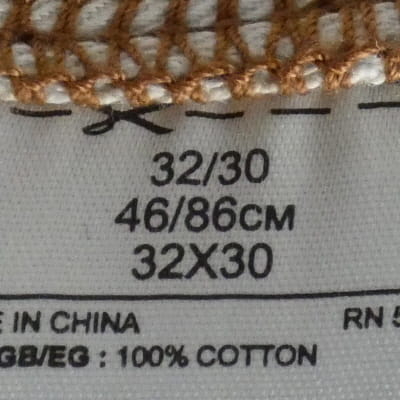 32/30
46/86CM
32X30
E IN CHINA RN 5
GB/EG : 100% COTTON